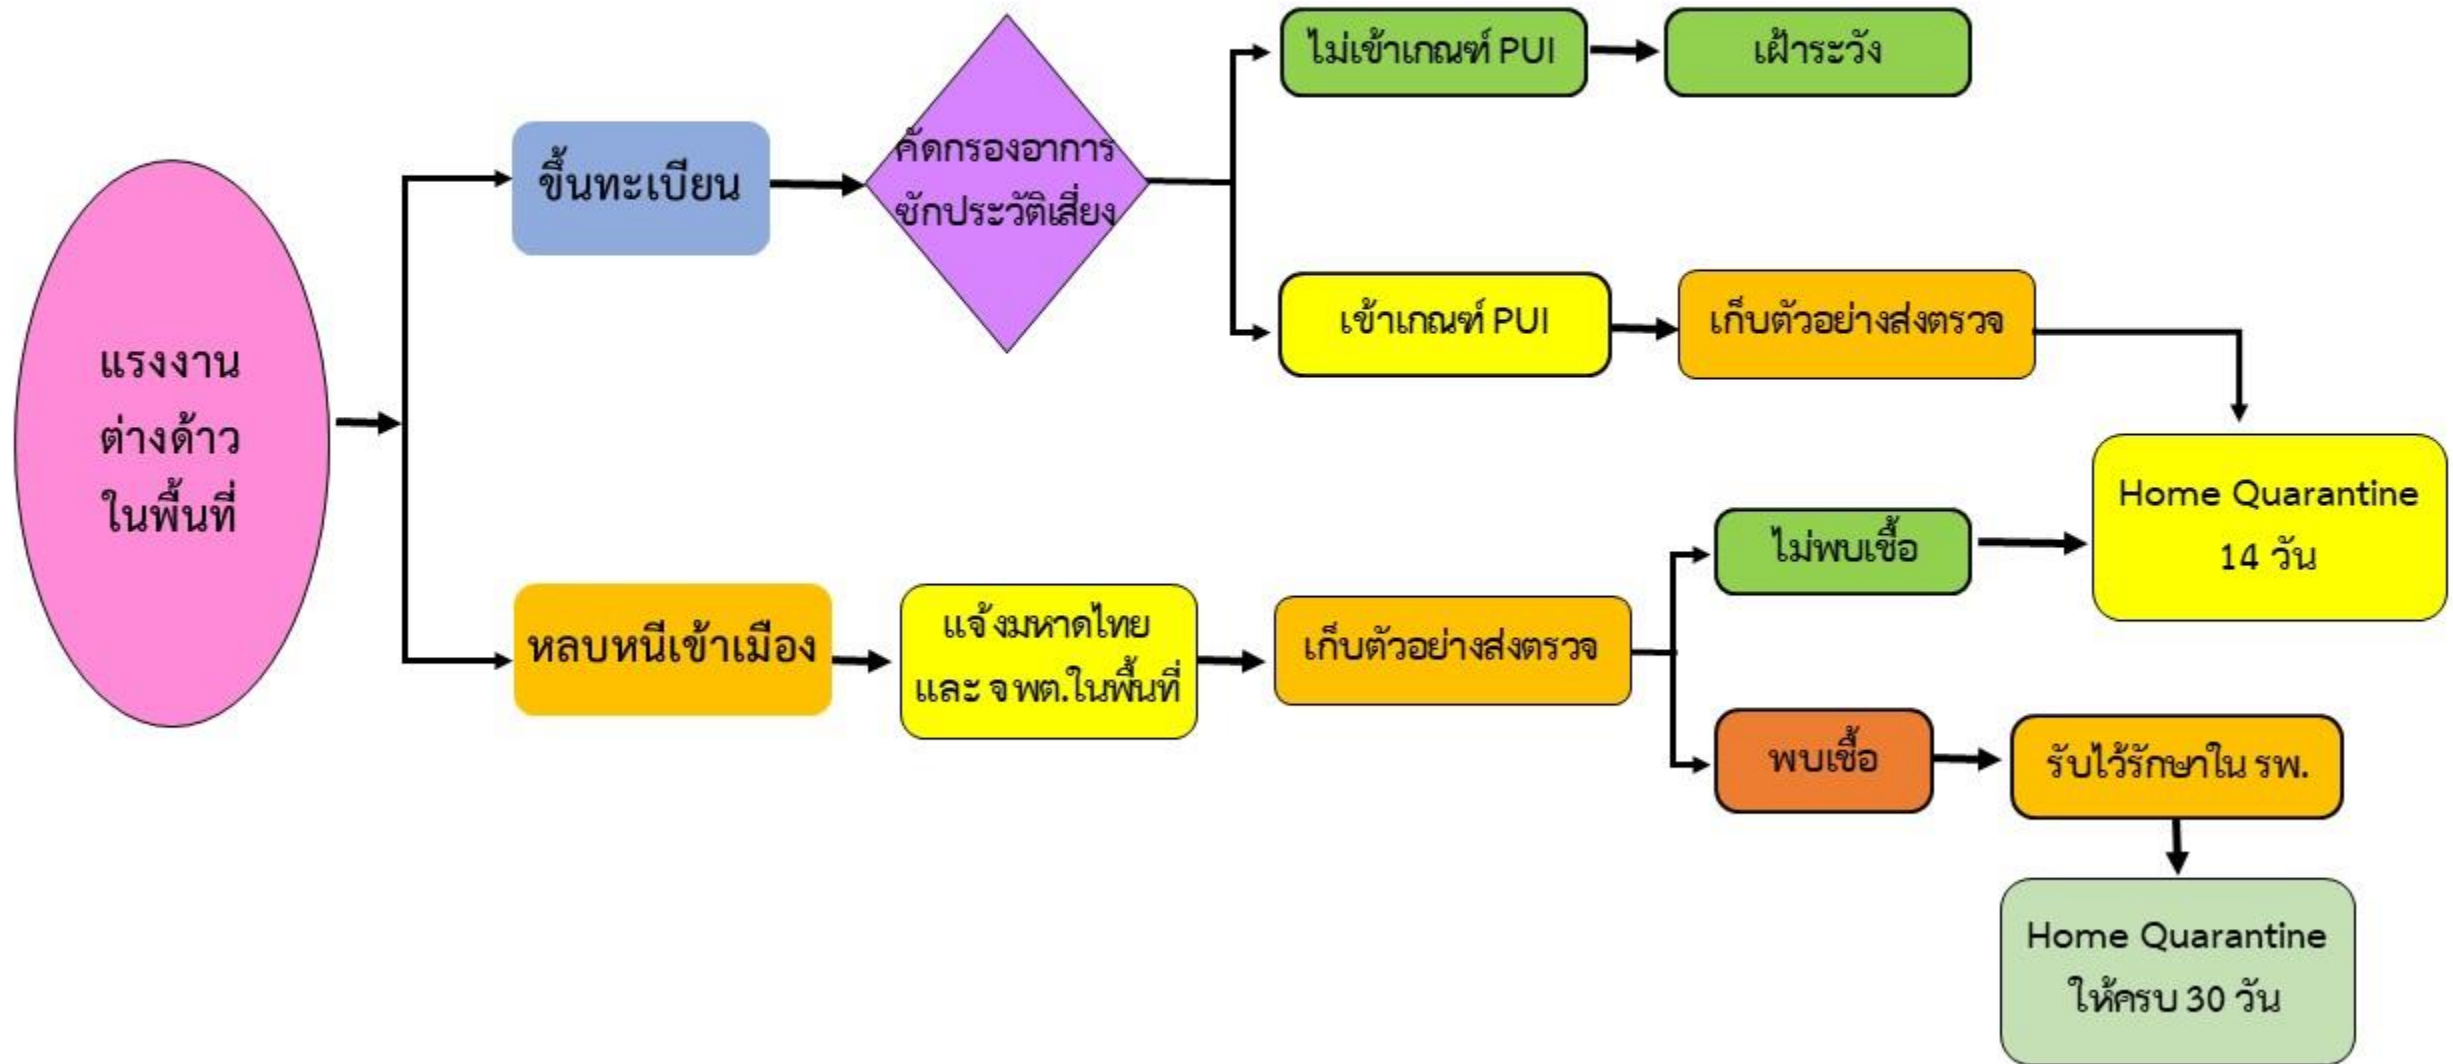 แรงงาน
ต่างด้าว
ในพื้นที่
ขึ้นทะเบียน
คัดกรองอาการ
ซักประวัติเสี่ยง
ไม่เข้าเกณฑ์ PUI
เฝ้าระวัง
เข้าเกณฑ์ PUI
เก็บตัวอย่างส่งตรวจ
หลบหนีเข้าเมือง
แจ้งมหาดไทย
และ จพต.ในพื้นที่
เก็บตัวอย่างส่งตรวจ
ไม่พบเชื้อ
Home Quarantine
14 วัน
พบเชื้อ
รับไว้รักษาใน รพ.
Home Quarantine
ให้ครบ 30 วัน